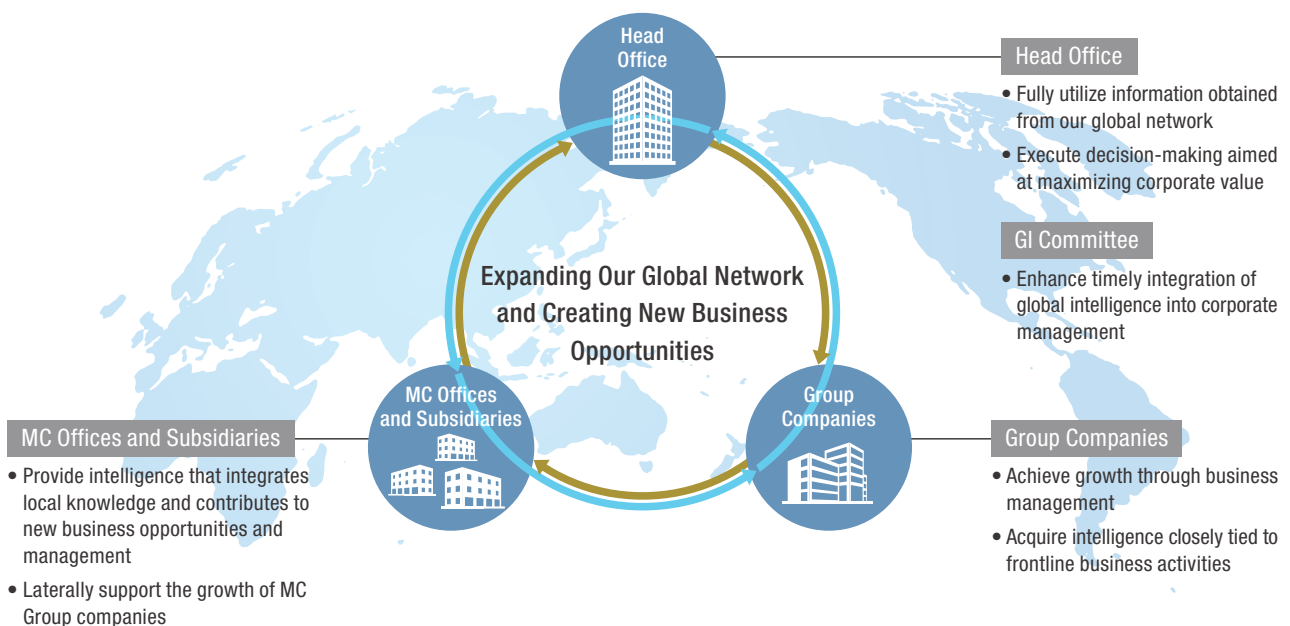 Head
Office
Head Office
• Fully utilize information obtained
from our global network
• Execute decision-making aimed
at maximizing corporate value
GI Committee
• Enhance timely integration of
global intelligence into corporate
management
Expanding Our Global Network
and Creating New Business
Opportunities
MC Offices
and Subsidiaries
Group
Companies
MC Offices and Subsidiaries
• Provide intelligence that integrates
local knowledge and contributes to
new business opportunities and
management
• Laterally support the growth of MC
Group companies
Group Companies
• Achieve growth through business
management
• Acquire intelligence closely tied to
frontline business activities